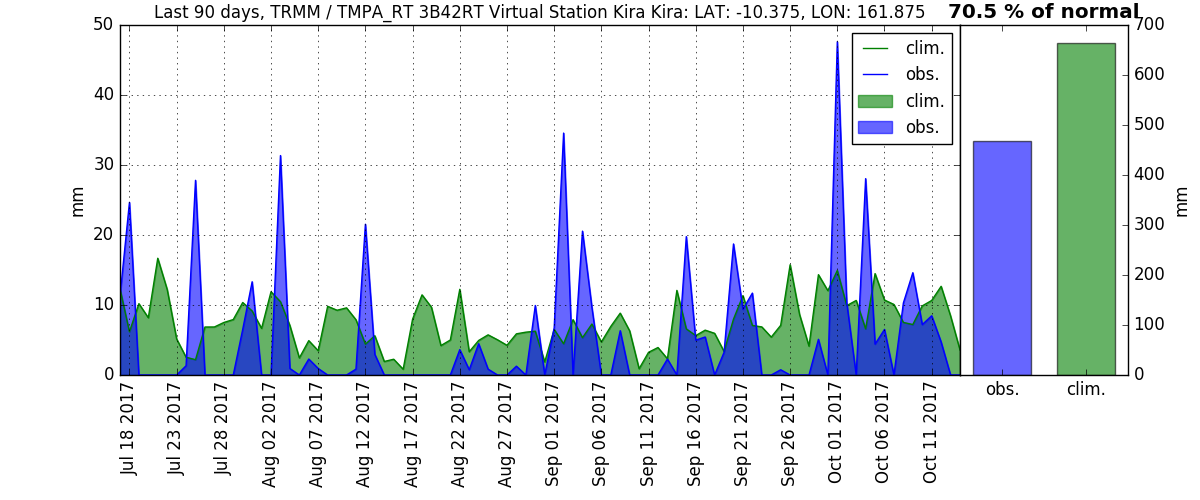 Last 90 days, TRMM / TMPA_RT 3B42RT Virtual Station Kira Kira: LAT: -10.375, LON: 161.875
70.5 % of normal
50
40
30
20
10
0
mm
clim.
obs.
clim.
obs.
700
600
500
400
300
200
100
0
mm
Jul 18 2017
Jul 23 2017
Jul 28 2017
Aug 02 2017
Aug 07 2017
Aug 12 2017
Aug 17 2017
Aug 22 2017
Aug 27 2017
Sep 01 2017
Sep 06 2017
Sep 11 2017
Sep 16 2017
Sep 21 2017
Sep 26 2017
Oct 01 2017
Oct 06 2017
Oct 11 2017
obs.
clim.